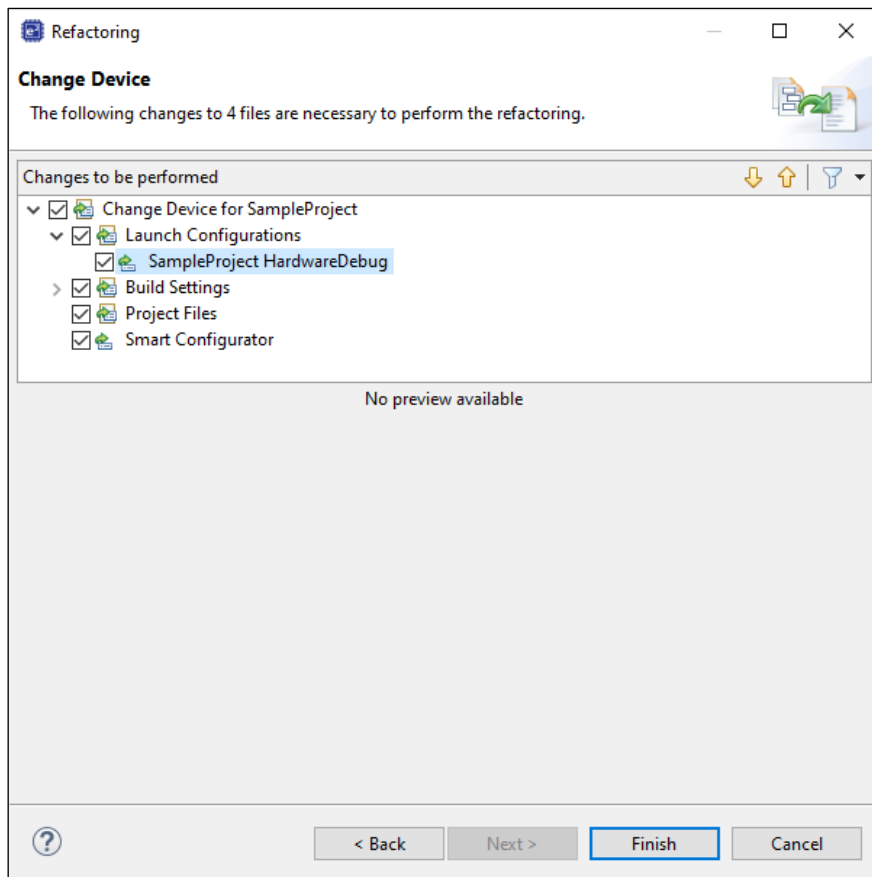 Refactoring
Change Device
The following changes to 4 files are necessary to perform the refactoring.
Changes to be performed
Change Device for SampleProject
Launch Configurations
SampleProject HardwareDebug
Build Settings
Project Files
Smart Configurator
No preview available
?
< Back
Next >
Finish
Cancel